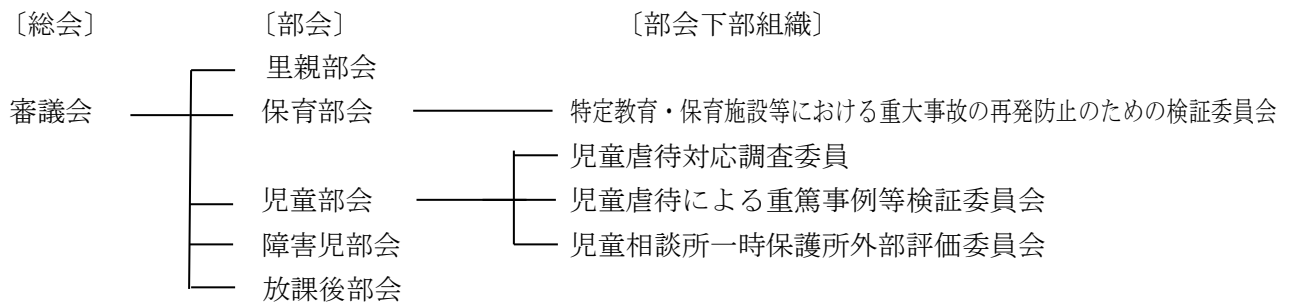 〔総会〕 〔部会〕 〔部会下部組織〕
里親部会
審議会 保育部会 特定教育・保育施設等における重大事故の再発防止のための検証委員会
児童虐待対応調査委員
児童部会 児童虐待による重篤事例等検証委員会
障害児部会 児童相談所一時保護所外部評価委員会
放課後部会